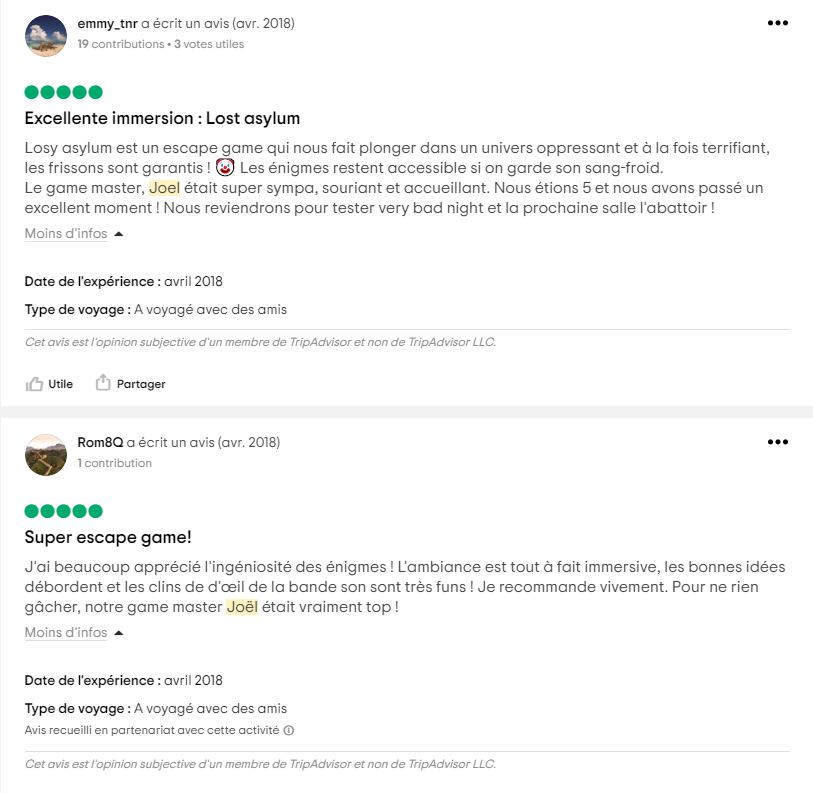 emmy_tnr a écrit un avis (avr. 2018)
19 contributions • 3 votes utiles
Excellente immersion : Lost asylum
Losy asylum est un escape game qui nous fait plonger dans un univers oppressant et à la fois terrifiant,
les frissons sont garantis ! 🤡 Les énigmes restent accessible si on garde son sang-froid.
Le game master, Joel était super sympa, souriant et accueillant. Nous étions 5 et nous avons passé un
excellent moment ! Nous reviendrons pour tester very bad night et la prochaine salle l'abattoir !
Moins d'infos
Date de l'expérience : avril 2018
Type de voyage : A voyagé avec des amis
Cet avis est l'opinion subjective d'un membre de TripAdvisor et non de TripAdvisor LLC.
Utile Partager
Rom8Q a écrit un avis (avr. 2018)
1 contribution
Super escape game!
J'ai beaucoup apprécié l'ingéniosité des énigmes ! L'ambiance est tout à fait immersive, les bonnes idées
débordent et les clins de d'œil de la bande son sont très funs ! Je recommande vivement. Pour ne rien
gâcher, notre game master Joël était vraiment top !
Moins d'infos
Date de l'expérience : avril 2018
Type de voyage : A voyagé avec des amis
Avis recueilli en partenariat avec cette activité
Cet avis est l'opinion subjective d'un membre de TripAdvisor et non de TripAdvisor LLC.